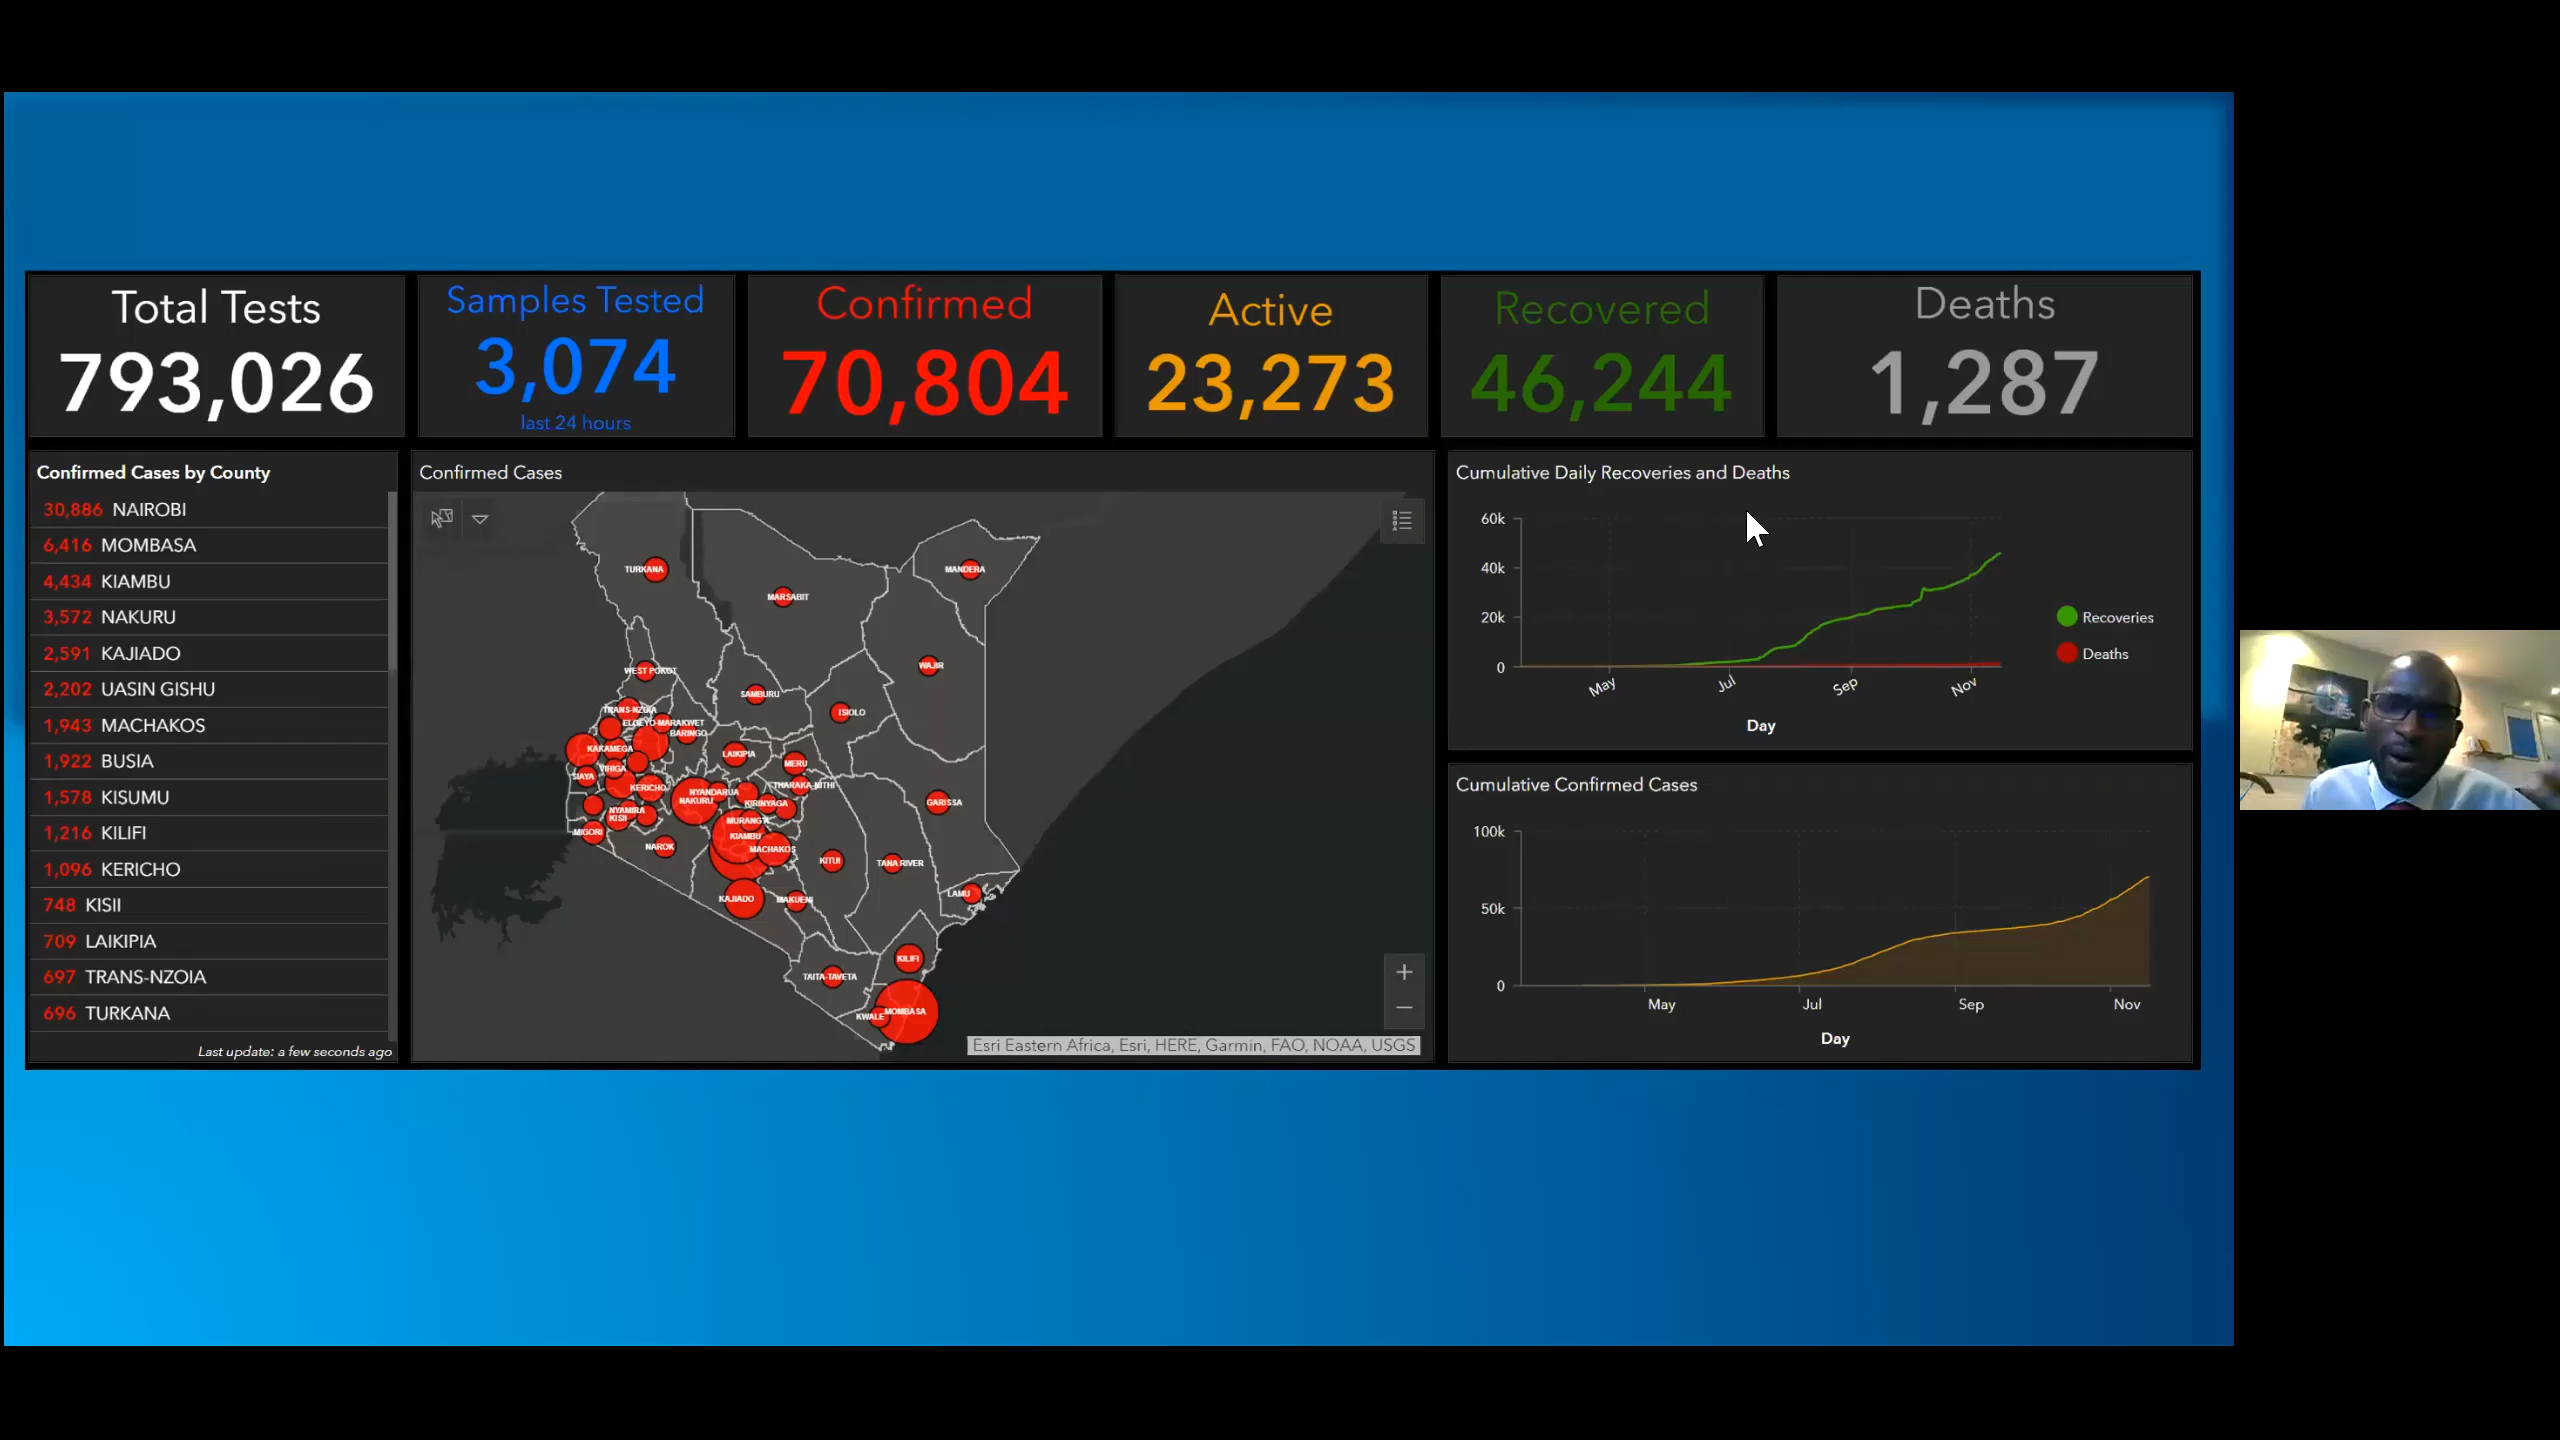 Total Tests
793,026
Samples Tested
3,074
last 24 hours
Confirmed
70,804
Active
23,273
Recovered
46,244
Deaths
1,287
Confirmed Cases by County
30,886 NAIROBI
6,416 MOMBASA
4,434 KIAMBU
3,572 NAKURU
2,591 KAJIADO
2,202 UASIN GISHU
1,943 MACHAKOS
1,922 BUSIA
1,578 KISUMU
1,216 KILIFI
1,096 KERICHO
748 KISII
709 LAIKIPIA
697 TRANS-NZOIA
696 TURKANA
Last update: a few seconds ago
Confirmed Cases
TURKANA
MANDERA
MARSABIT
WAJIR
WEST POKOT
SAMBURU
ISIOLO
TRANS-NZOIA
ELGEYO-MARAKWET
BARINGO
KAKAMEGA
LAIKIPIA
MERU
VIHIGA
SIAYA
THARAKA-NITHI
KERICHO
NYANDARUA
NAKURU
KIRINYAGA
GARISSA
NYAMIRA
KISII
MURANG'A
MIGORI
KIAMBU
NAROK
MACHAKOS
KITUI
TANA RIVER
LAMU
KAJIADO
MAKUENI
KILIFI
TAITA-TAVETA
KWALE
MOMBASA
+
−
Esri Eastern Africa, Esri, HERE, Garmin, FAO, NOAA, USGS
Cumulative Daily Recoveries and Deaths
60k
40k
20k
0
May
Jul
Sep
Nov
Day
Recoveries
Deaths
Cumulative Confirmed Cases
100k
50k
0
May
Jul
Sep
Nov
Day